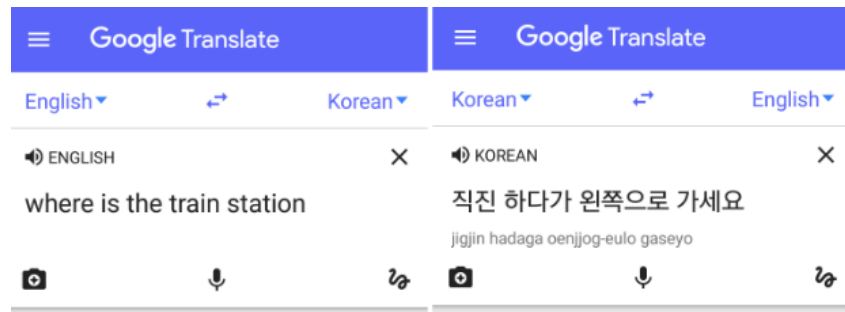 Google Translate
English Korean
ENGLISH
where is the train station
Google Translate
Korean English
KOREAN
직진 하다가 왼쪽으로 가세요
jigjin hadaga oenjjog-eulo gaseyo